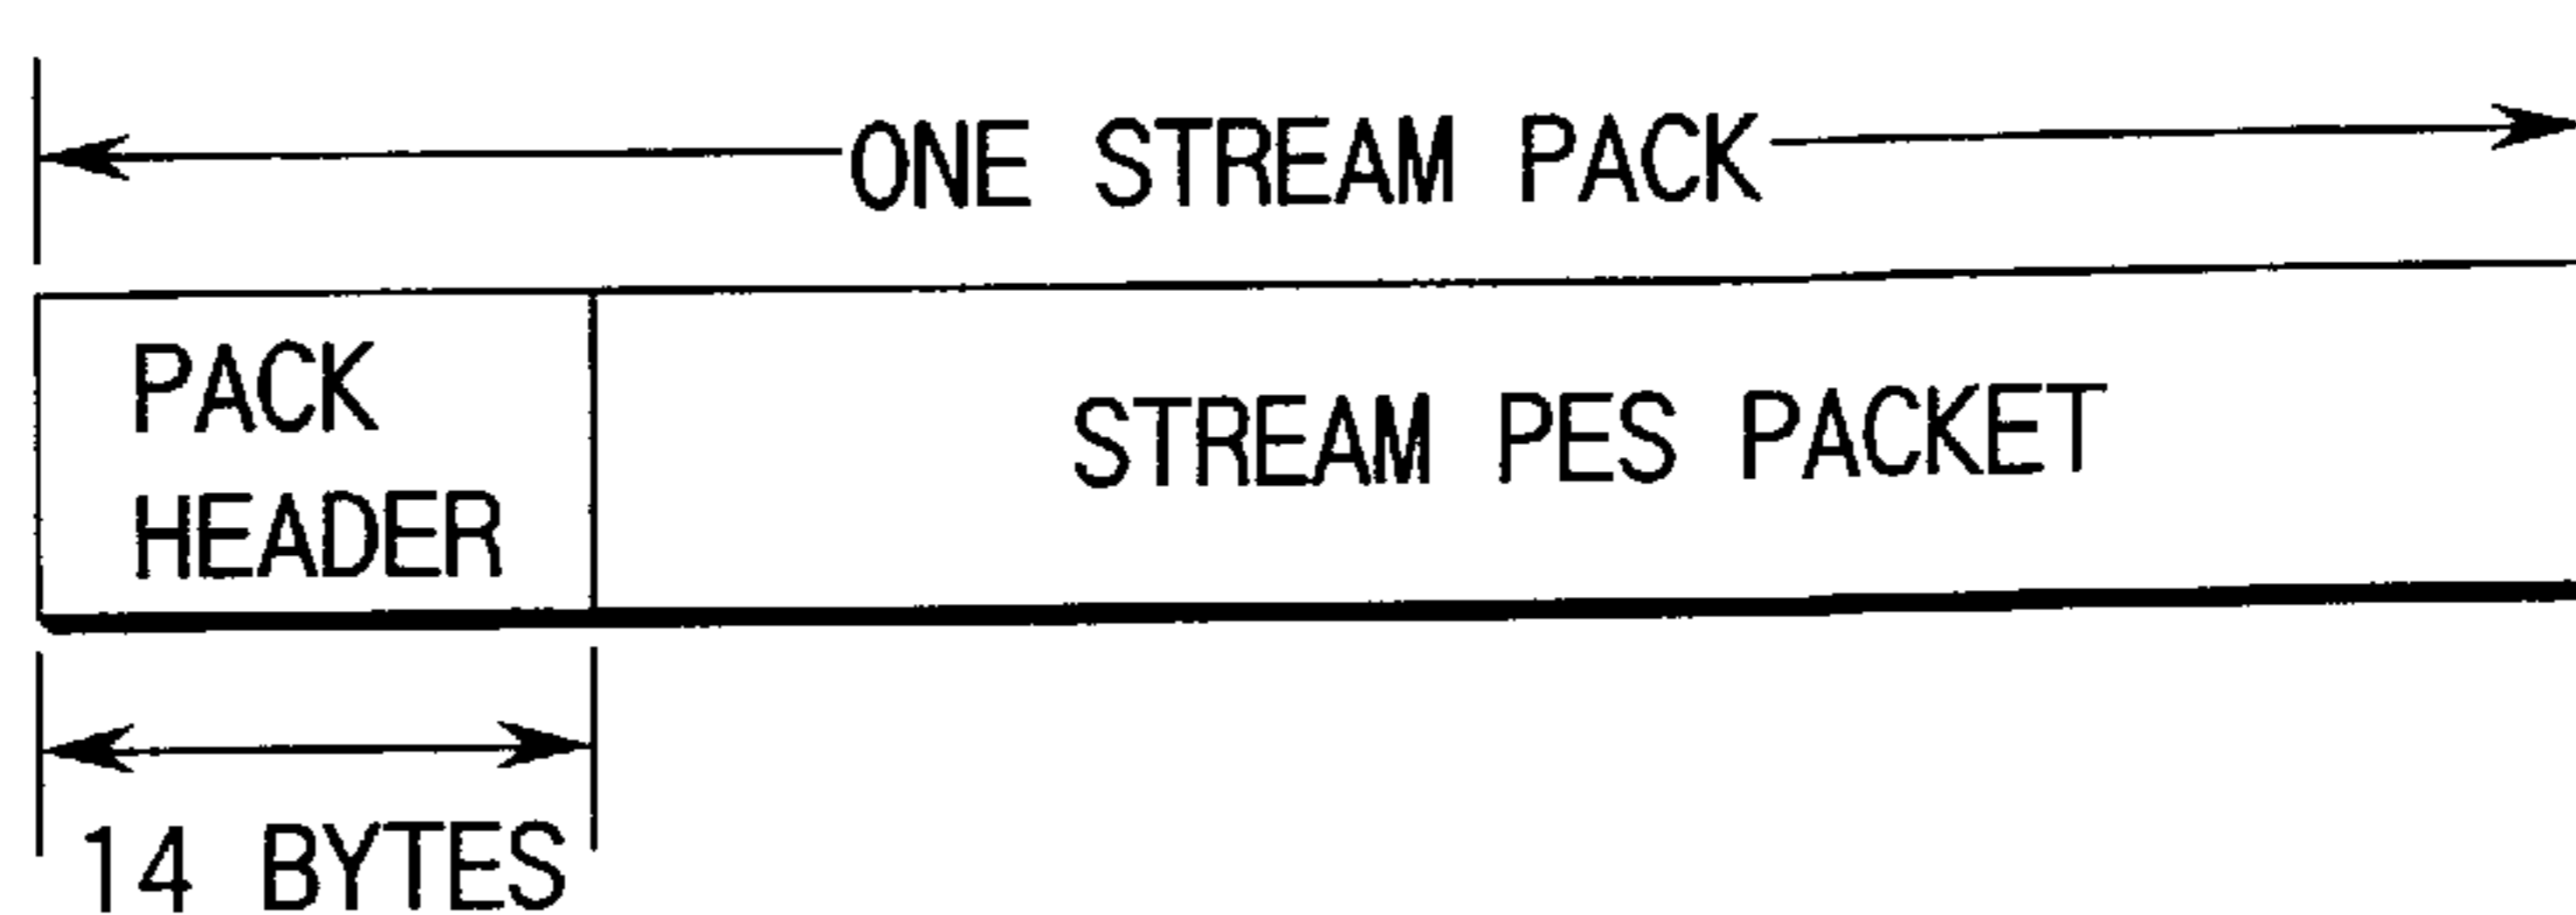 ONE STREAM PACK
PACK
HEADER
STREAM PES PACKET
14 BYTES